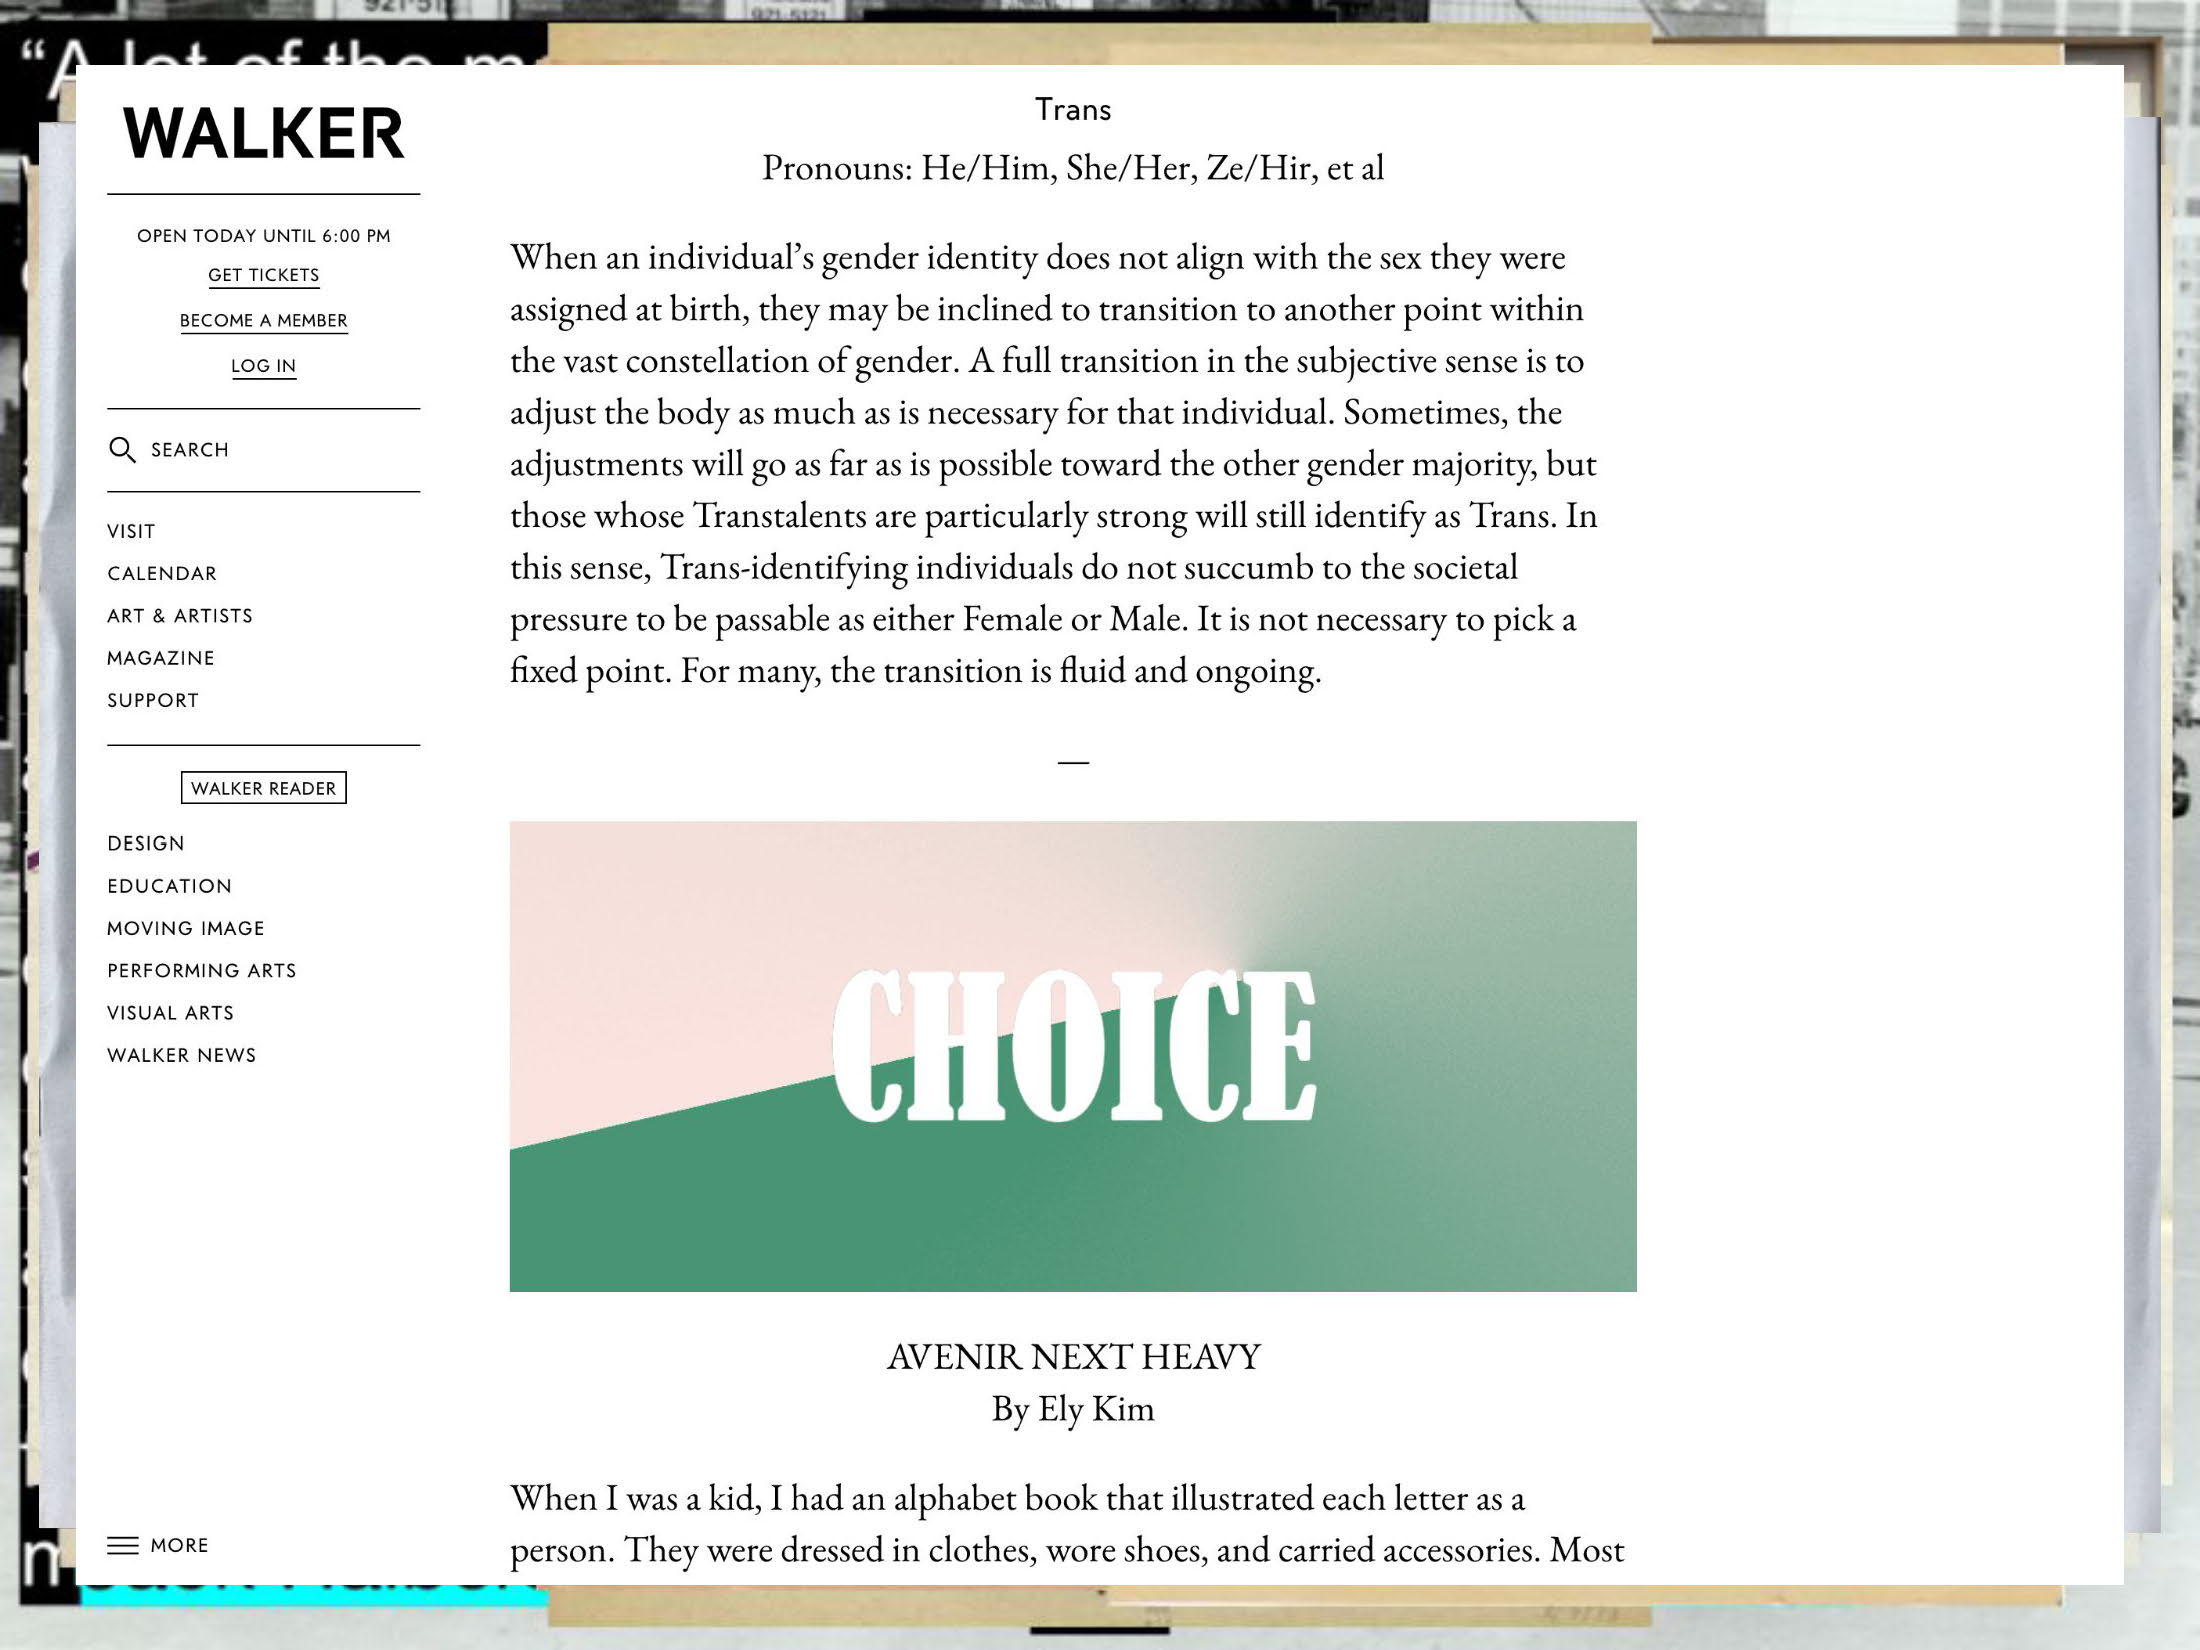 921-51
921-5121
“A lot of the m
WALKER
OPEN TODAY UNTIL 6:00 PM
GET TICKETS
BECOME A MEMBER
LOG IN
SEARCH
VISIT
CALENDAR
ART & ARTISTS
MAGAZINE
SUPPORT
WALKER READER
DESIGN
EDUCATION
MOVING IMAGE
PERFORMING ARTS
VISUAL ARTS
WALKER NEWS
MORE
Trans
Pronouns: He/Him, She/Her, Ze/Hir, et al
When an individual’s gender identity does not align with the sex they were
assigned at birth, they may be inclined to transition to another point within
the vast constellation of gender. A full transition in the subjective sense is to
adjust the body as much as is necessary for that individual. Sometimes, the
adjustments will go as far as is possible toward the other gender majority, but
those whose Transtalents are particularly strong will still identify as Trans. In
this sense, Trans-identifying individuals do not succumb to the societal
pressure to be passable as either Female or Male. It is not necessary to pick a
fixed point. For many, the transition is fluid and ongoing.
—
CHOICE
AVENIR NEXT HEAVY
By Ely Kim
When I was a kid, I had an alphabet book that illustrated each letter as a
person. They were dressed in clothes, wore shoes, and carried accessories. Most